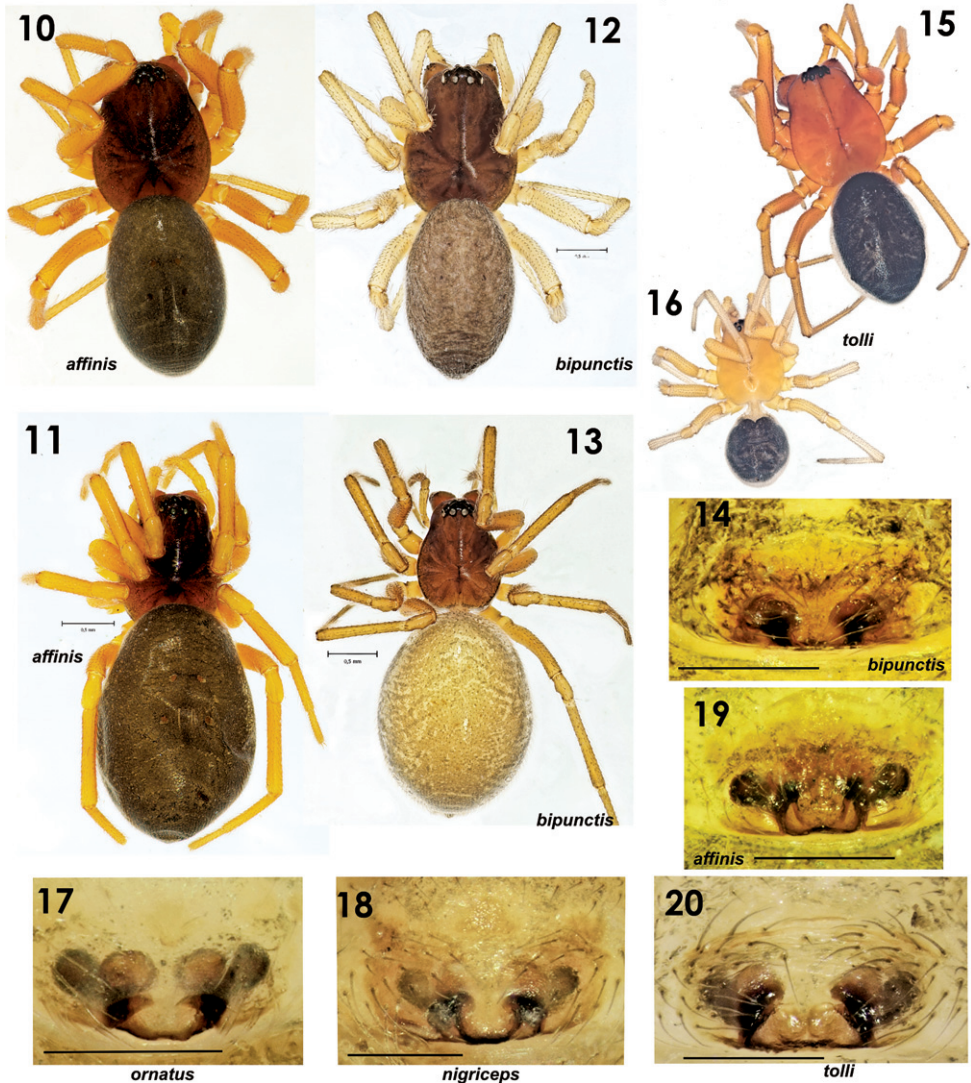 10
12
15
affinis
bipunctis
16
tolli
11
13
14
0,5 mm
affinis
bipunctis
0,5 mm
19
bipunctis
affinis
17
18
20
ornatus
nigriceps
tolli